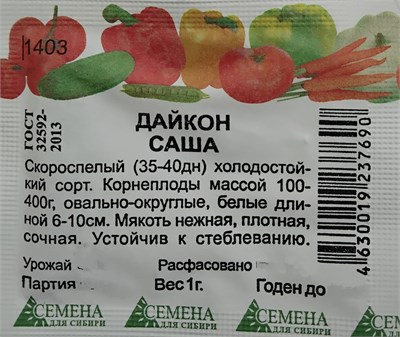 1403
ГОСТ
32592-
2013
ДАЙКОН
САША
Скороспелый (35-40дн) холодостой-
кий сорт. Корнеплоды массой 100-
400г, овально-округлые, белые дли-
ной 6-10см. Мякоть нежная, плотная,
сочная. Устойчив к стеблеванию.
Урожай Расфасовано
Партия Вес 1г. Годен до
4630019237690
СЕМЕНА
ДЛЯ СИБИРИ
СЕМЕНА
ДЛЯ СИБИРИ
СЕМЕНА
ДЛЯ СИБИРИ